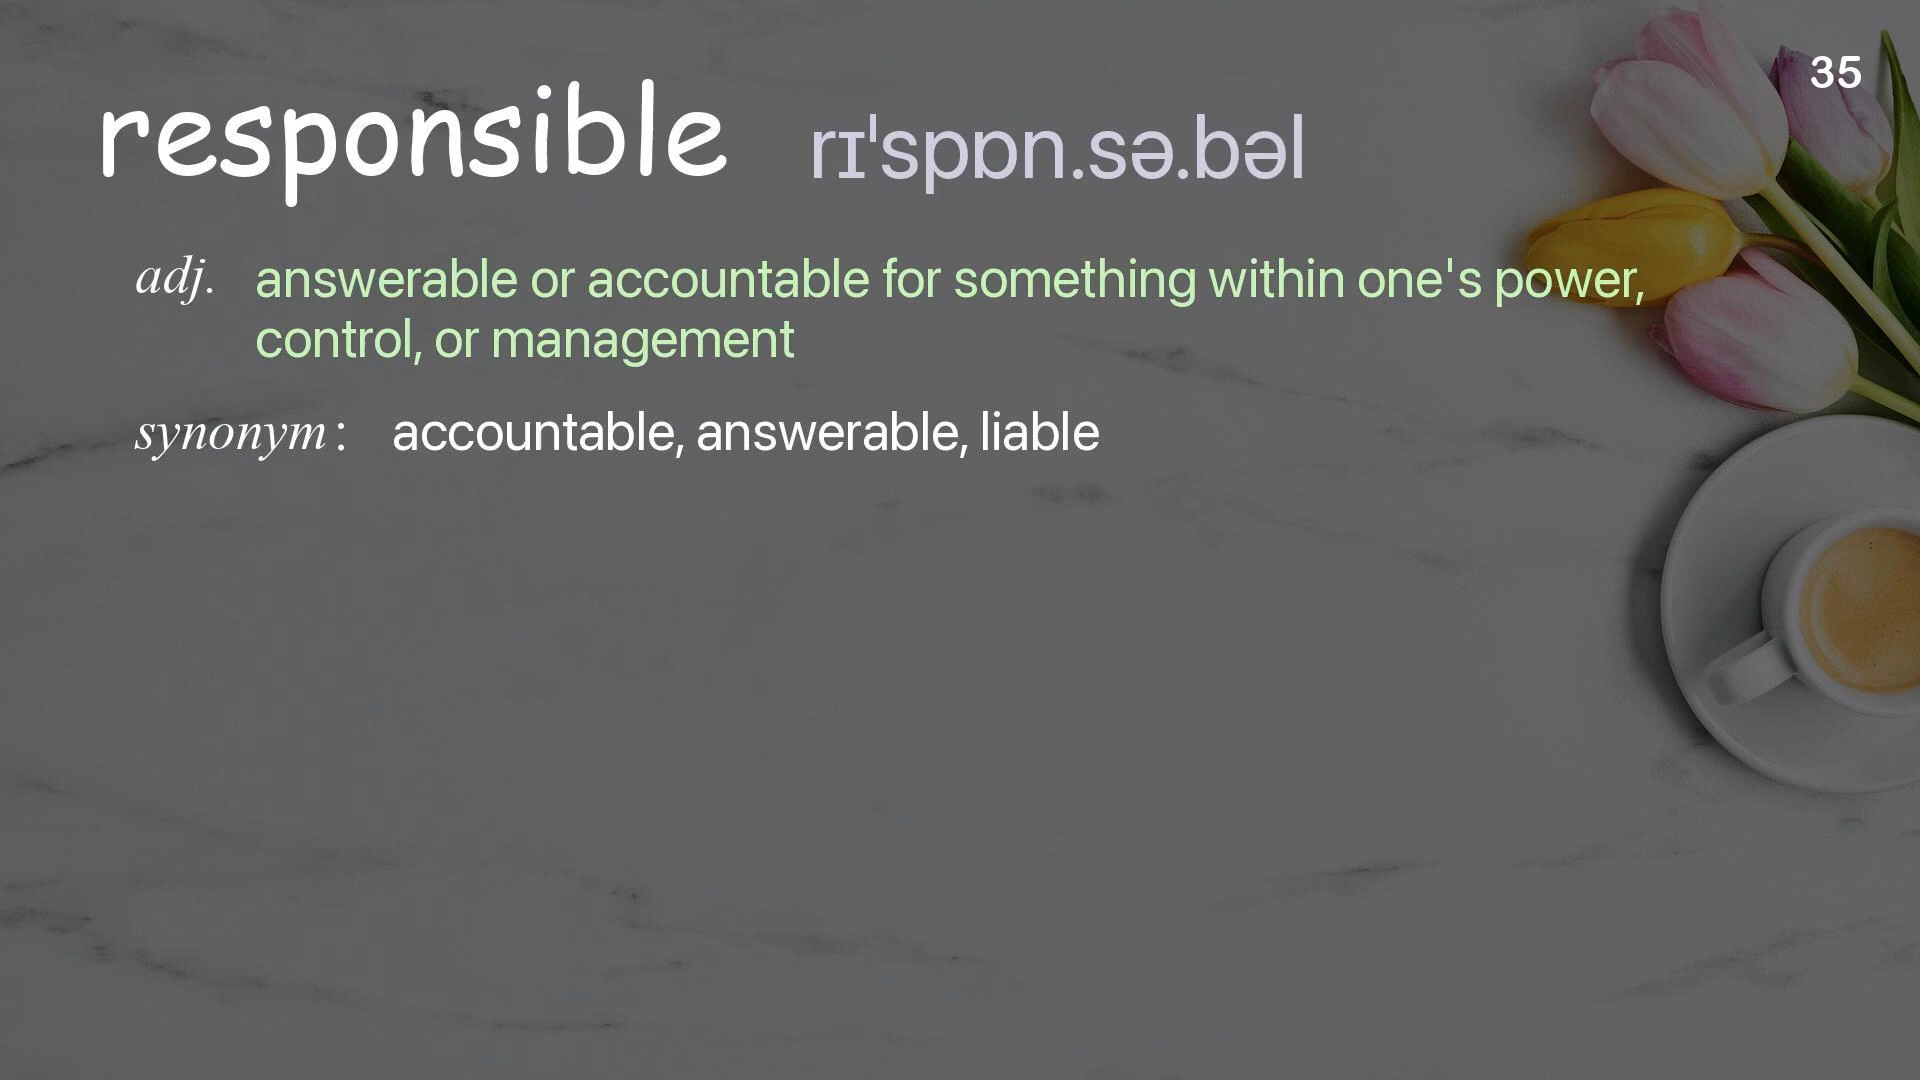 35
responsible rɪˈspɒn.sə.bəl
adj. answerable or accountable for something within one's power,
control, or management
synonym: accountable, answerable, liable